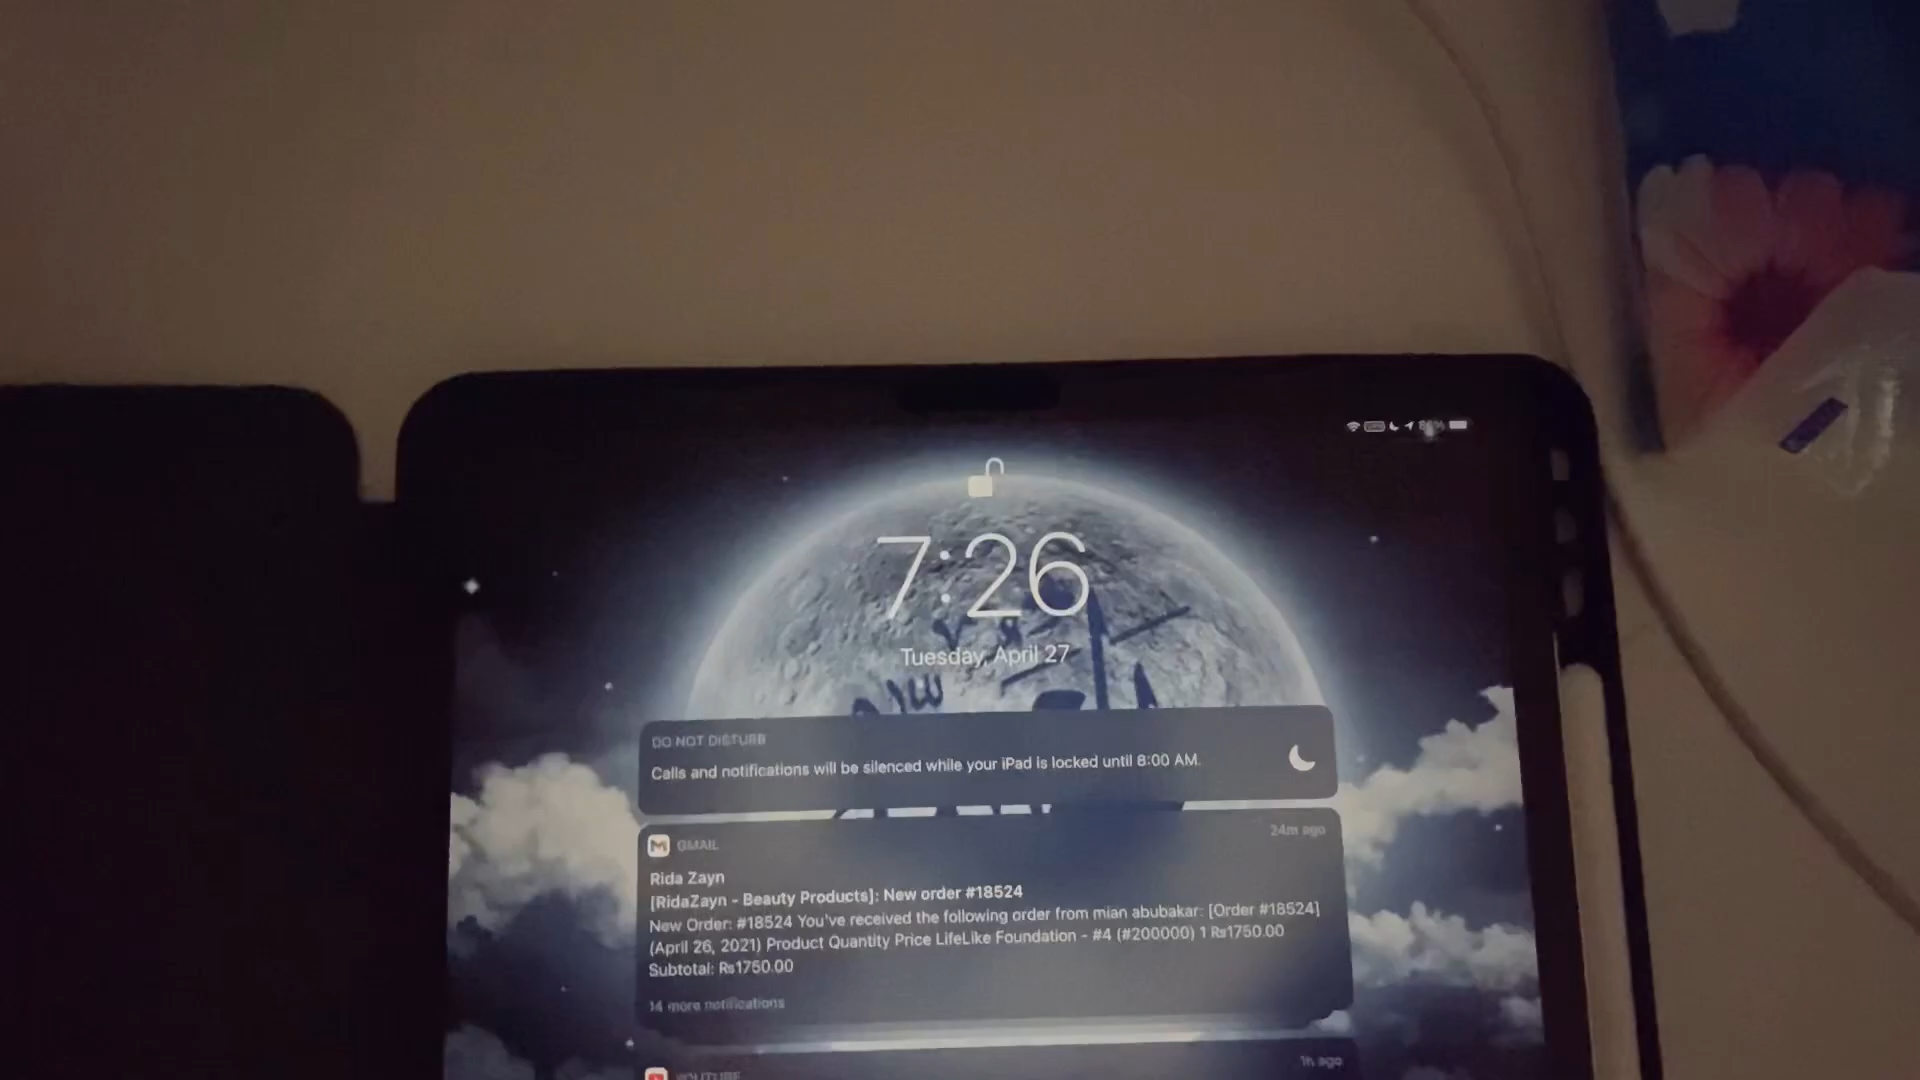 7:26
Tuesday, April 27
DO NOT DISTURB
Calls and notifications will be silenced while your iPad is locked until 8:00 AM.
GMAIL
24m ago
Rida Zayn
[RidaZayn - Beauty Products]: New order #18524
New Order: #18524 You've received the following order from mian abubakar: [Order #18524]
(April 26, 2021) Product Quantity Price LifeLike Foundation - #4 (#200000) 1 ₨1750.00
Subtotal: ₨1750.00
14 more notifications
YOUTUBE
1h ago